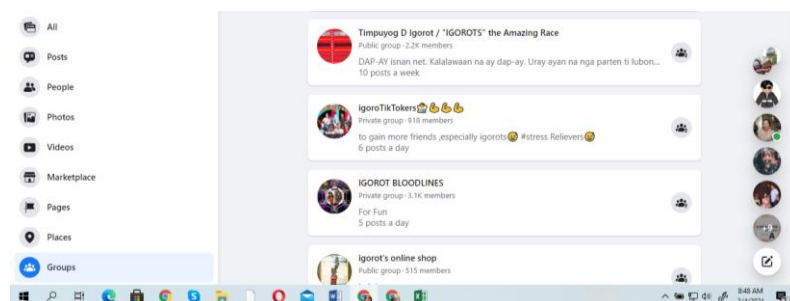 All
Posts
People
Photos
Videos
Marketplace
Pages
Places
Groups
Timpuyog D Igorot / "IGOROTS" the Amazing Race
Public group · 2.2K members
DAP-AY isnan net. Kalalawaan na ay dap-ay. Uray ayan na nga parten ti lubon...
10 posts a week
igoroTikTokers🏠💪💪💪
Private group · 918 members
to gain more friends ,especially igorots😅 #stress Relievers😅
6 posts a day
IGOROT BLOODLINES
Private group · 3.1K members
For Fun
5 posts a day
igorot's online shop
Public group · 515 members
8:48 AM